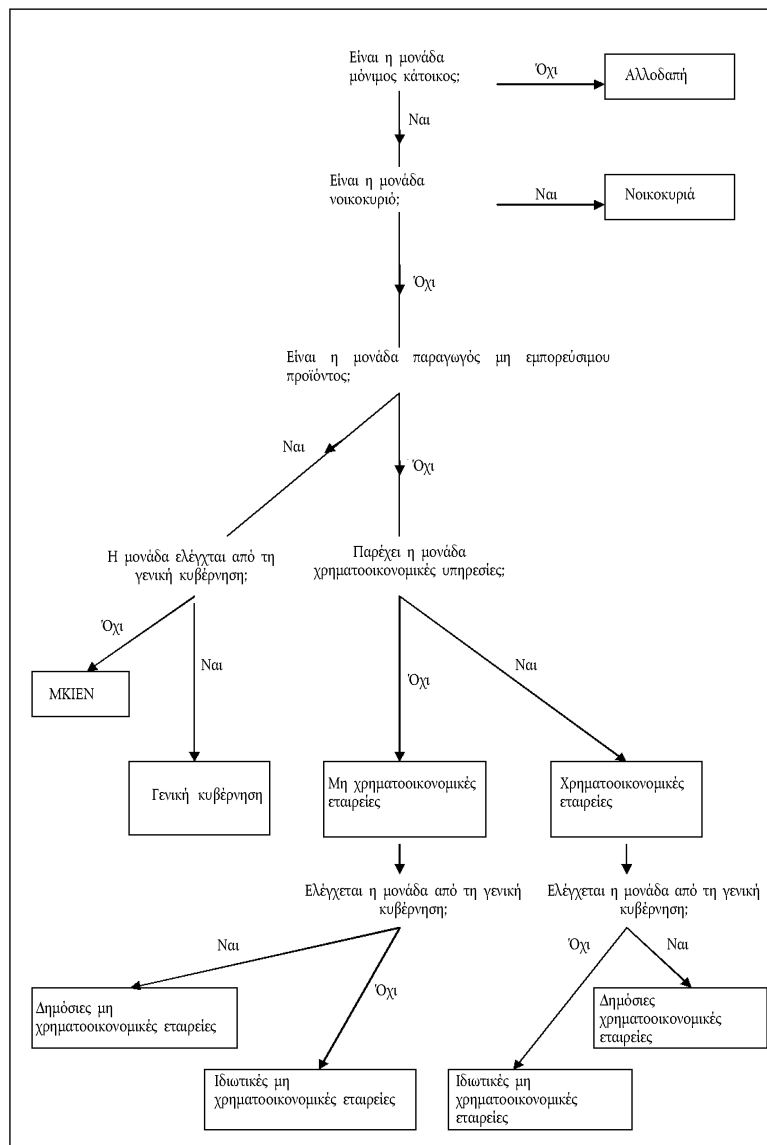 Είναι η μονάδα
μόνιμος κάτοικος;
Όχι
Αλλοδαπή
Ναι
Είναι η μονάδα
νοικοκυριό;
Ναι
Νοικοκυριά
Όχι
Είναι η μονάδα παραγωγός μη εμπορεύσιμου
προϊόντος;
Ναι
Όχι
Η μονάδα ελέγχται από τη
γενική κυβέρνηση;
Παρέχει η μονάδα
χρηματοοικονομικές υπηρεσίες;
Όχι
Ναι
Όχι
Ναι
ΜΚΙΕΝ
Γενική κυβέρνηση
Μη χρηματοοικονομικές
εταιρείες
Χρηματοοικονομικές
εταιρείες
Ελέγχεται η μονάδα από τη γενική
κυβέρνηση;
Ελέγχεται η μονάδα από τη γενική
κυβέρνηση;
Ναι
Όχι
Όχι
Ναι
Δημόσιες μη
χρηματοοικονομικές εταιρείες
Δημόσιες
χρηματοοικονομικές
εταιρείες
Ιδιωτικές μη
χρηματοοικονομικές εταιρείες
Ιδιωτικές μη
χρηματοοικονομικές
εταιρείες